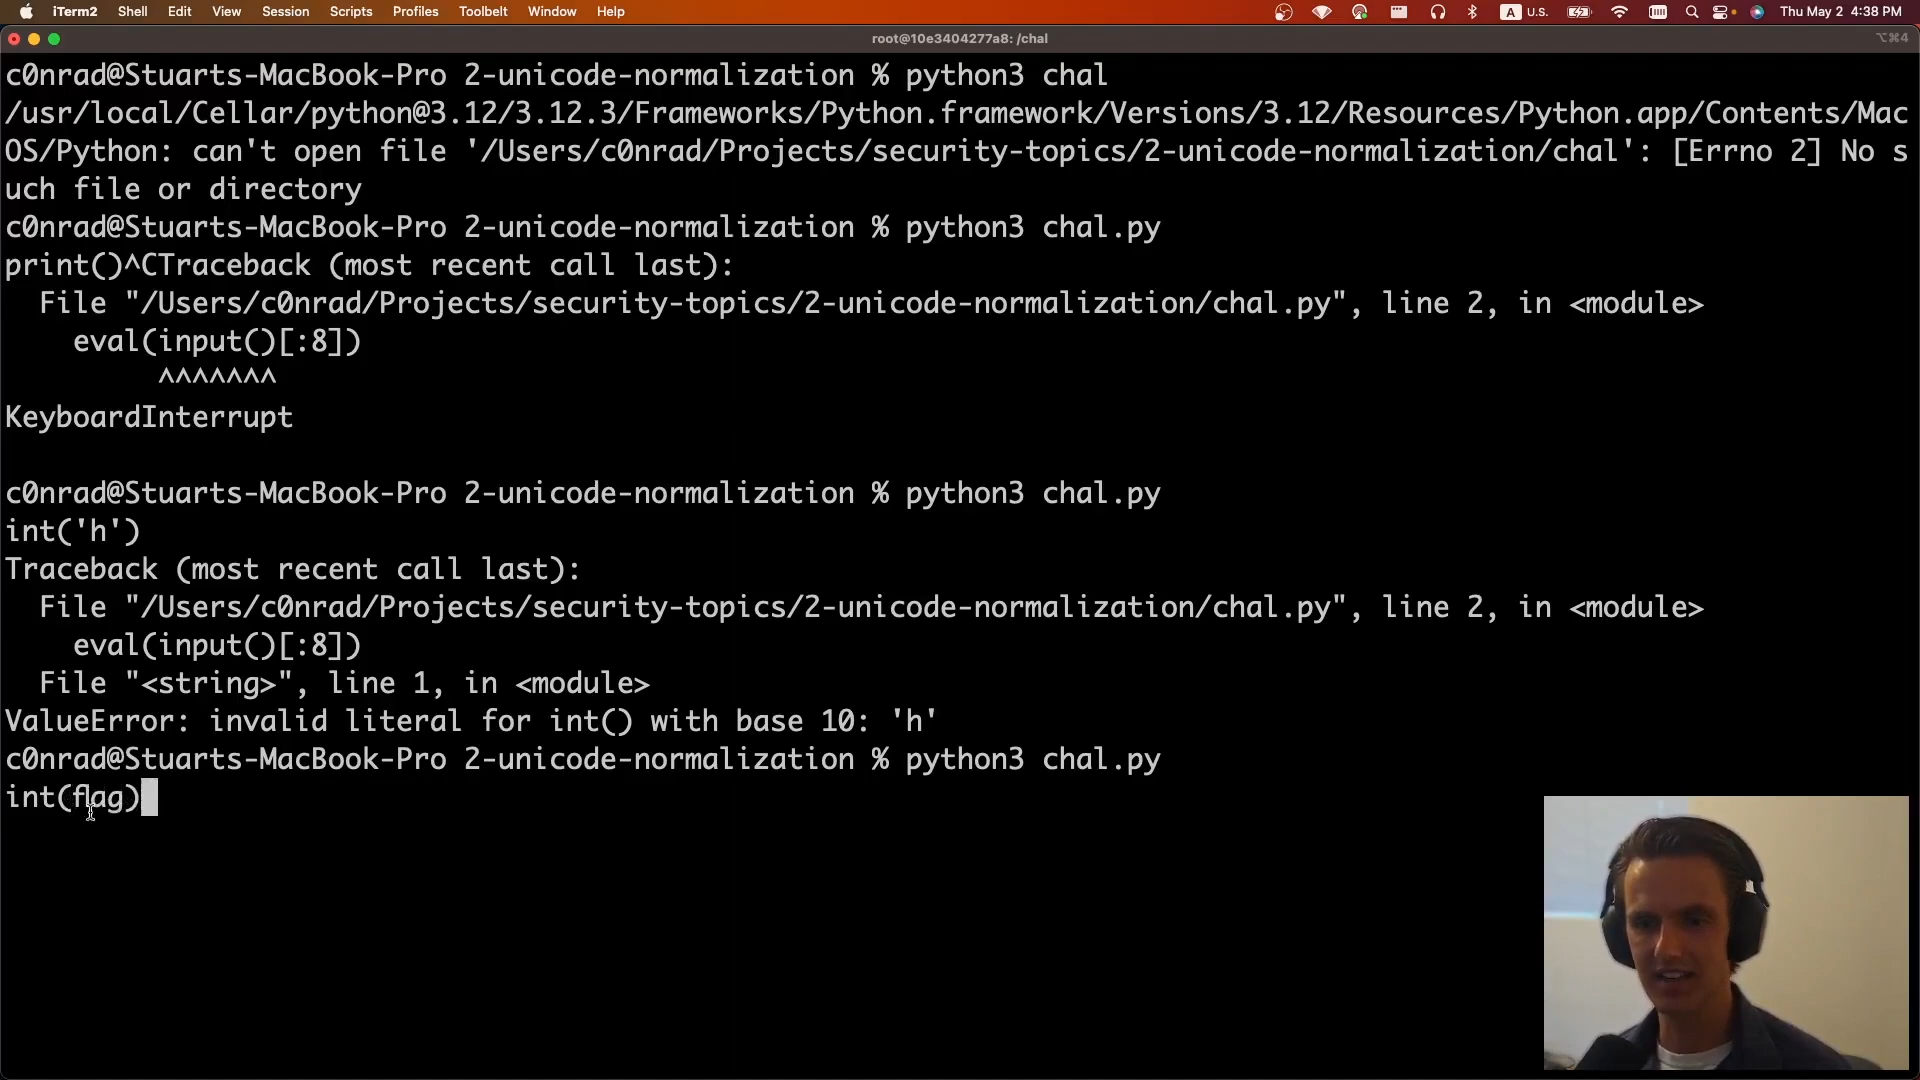 iTerm2 Shell Edit View Session Scripts Profiles Toolbelt Window Help A U.S. Thu May 2 4:38 PM
root@10e3404277a8: /chal ⌥⌘4
c0nrad@Stuarts-MacBook-Pro 2-unicode-normalization % python3 chal
/usr/local/Cellar/python@3.12/3.12.3/Frameworks/Python.framework/Versions/3.12/Resources/Python.app/Contents/Mac
OS/Python: can't open file '/Users/c0nrad/Projects/security-topics/2-unicode-normalization/chal': [Errno 2] No s
uch file or directory
c0nrad@Stuarts-MacBook-Pro 2-unicode-normalization % python3 chal.py
print()^CTraceback (most recent call last):
  File "/Users/c0nrad/Projects/security-topics/2-unicode-normalization/chal.py", line 2, in <module>
    eval(input()[:8])
         ^^^^^^^
KeyboardInterrupt
c0nrad@Stuarts-MacBook-Pro 2-unicode-normalization % python3 chal.py
int('h')
Traceback (most recent call last):
  File "/Users/c0nrad/Projects/security-topics/2-unicode-normalization/chal.py", line 2, in <module>
    eval(input()[:8])
  File "<string>", line 1, in <module>
ValueError: invalid literal for int() with base 10: 'h'
c0nrad@Stuarts-MacBook-Pro 2-unicode-normalization % python3 chal.py
int(ﬂag)